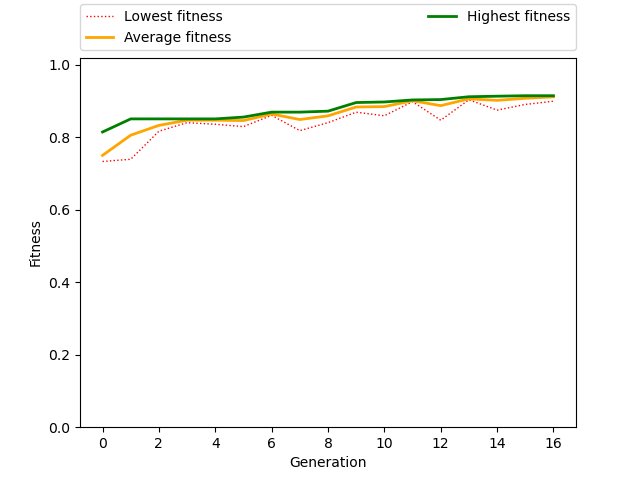 Lowest fitness
Average fitness
Highest fitness
1.0
0.8
0.6
0.4
0.2
0.0
Fitness
0 2 4 6 8 10 12 14 16
Generation